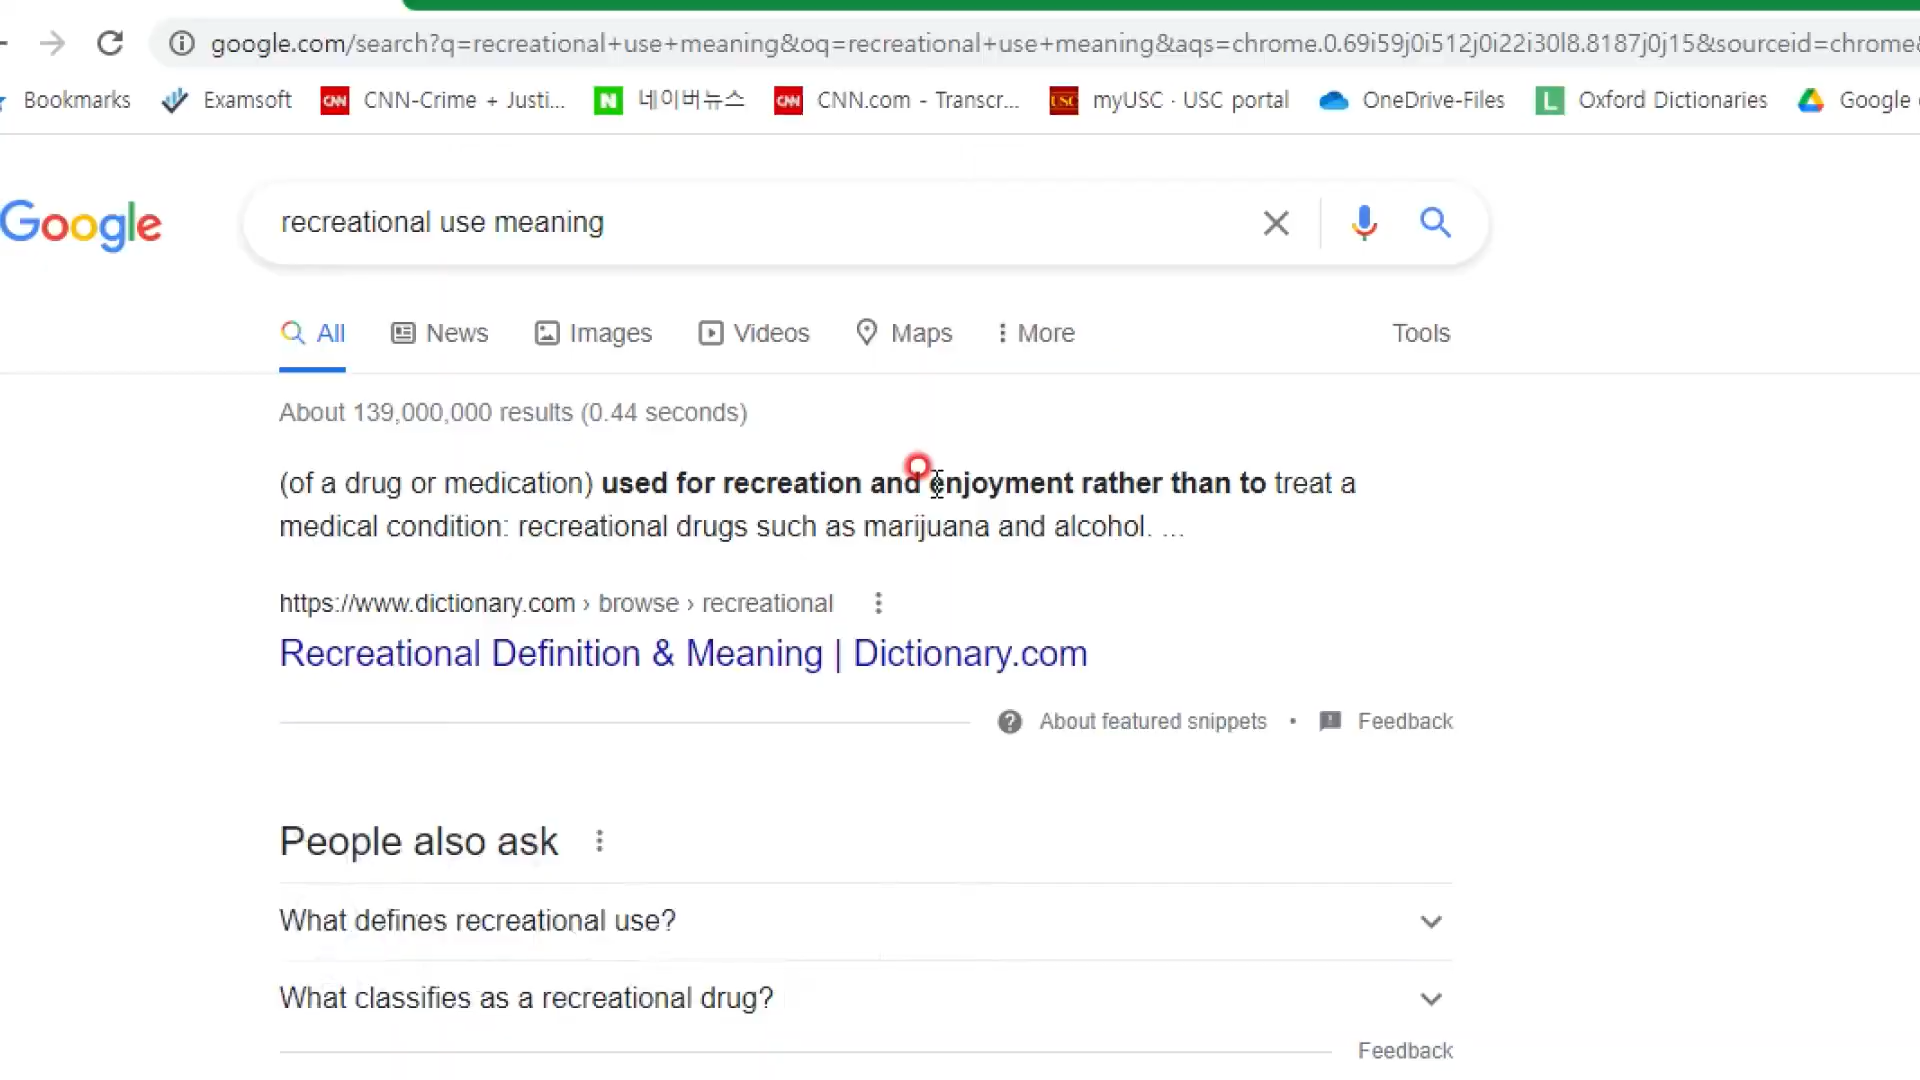 google.com/search?q=recreational+use+meaning&oq=recreational+use+meaning&aqs=chrome.0.69i59j0i512j0i22i30l8.8187j0j15&sourceid=chrome
Bookmarks Examsoft CNN CNN-Crime + Justi... N 네이버뉴스 CNN CNN.com - Transcr... USC myUSC · USC portal OneDrive-Files L Oxford Dictionaries Google
Google recreational use meaning
All News Images Videos Maps More Tools
About 139,000,000 results (0.44 seconds)
(of a drug or medication) used for recreation and enjoyment rather than to treat a
medical condition: recreational drugs such as marijuana and alcohol. ...
https://www.dictionary.com › browse › recreational
Recreational Definition & Meaning | Dictionary.com
About featured snippets • Feedback
People also ask
What defines recreational use?
What classifies as a recreational drug?
Feedback